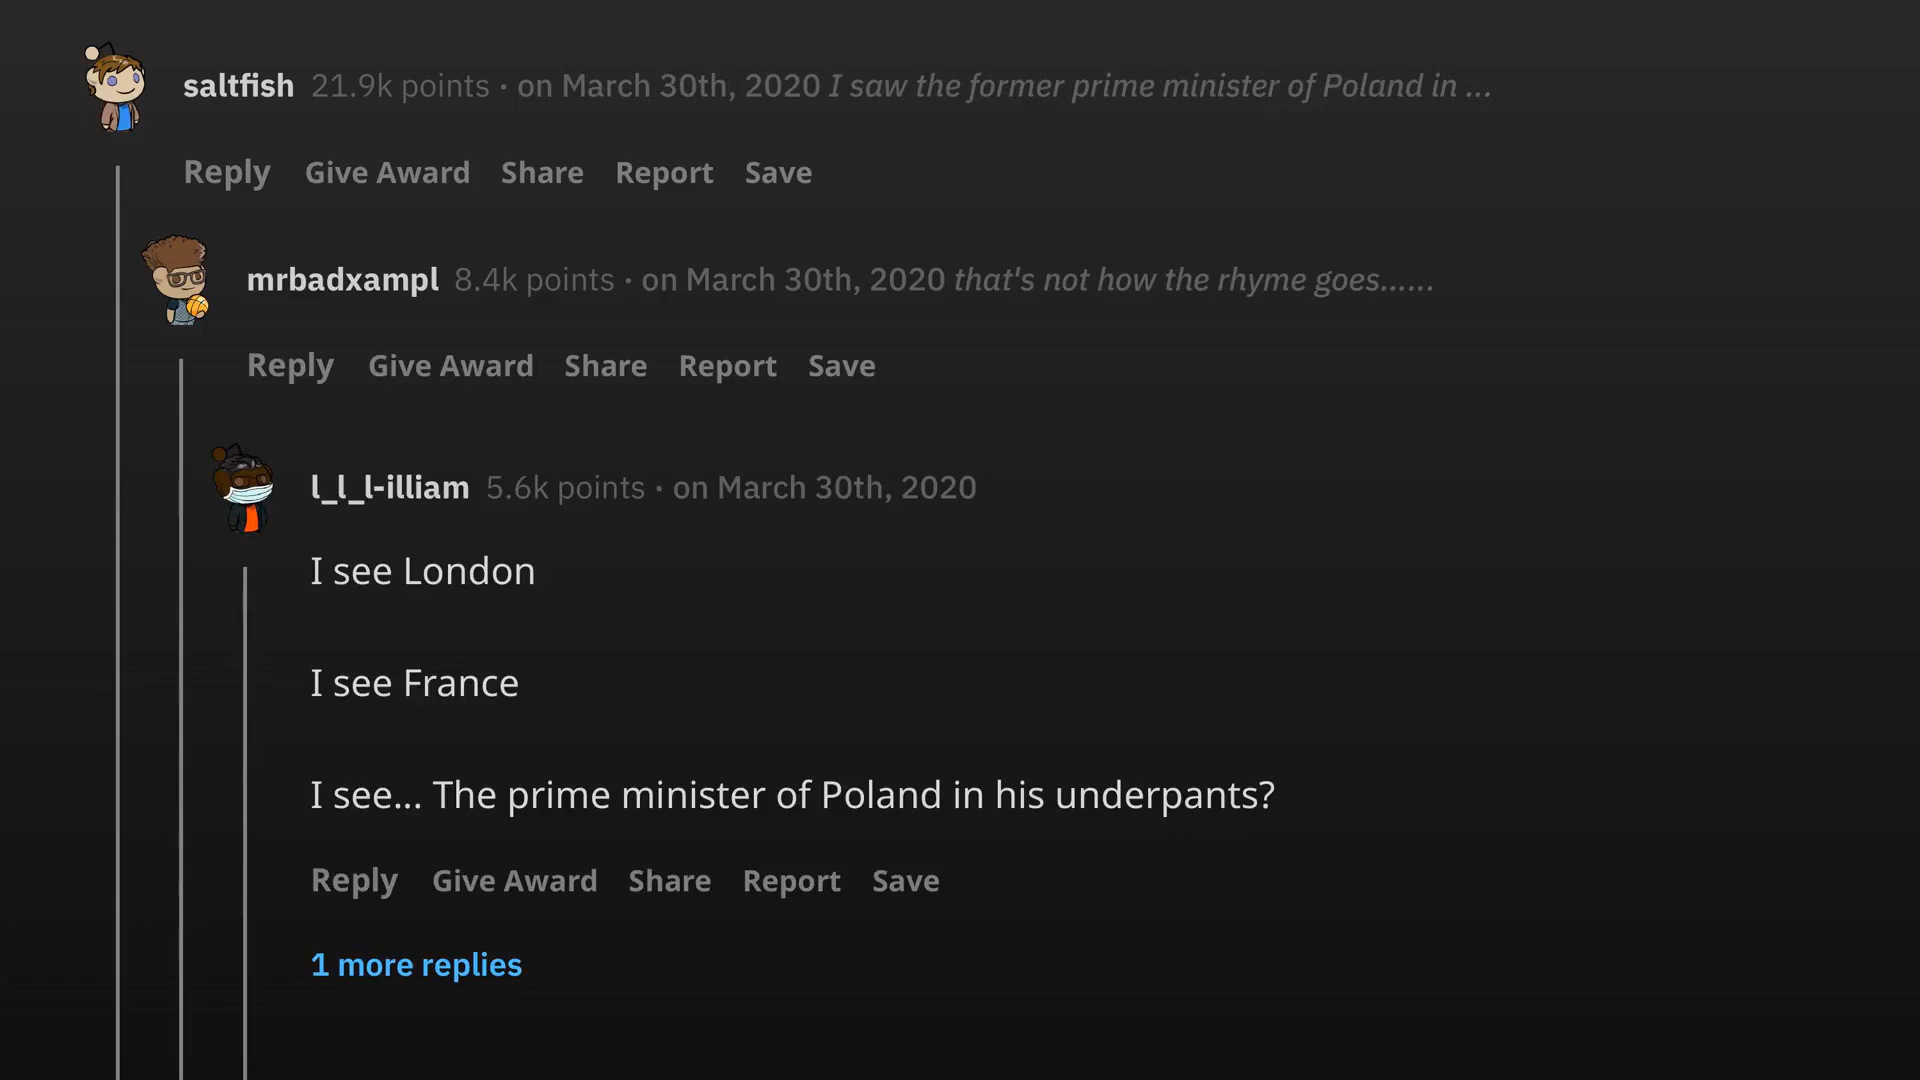 saltfish 21.9k points · on March 30th, 2020 I saw the former prime minister of Poland in ...
Reply Give Award Share Report Save
mrbadxampl 8.4k points · on March 30th, 2020 that's not how the rhyme goes......
Reply Give Award Share Report Save
l_l_l-illiam 5.6k points · on March 30th, 2020
I see London
I see France
I see... The prime minister of Poland in his underpants?
Reply Give Award Share Report Save
1 more replies